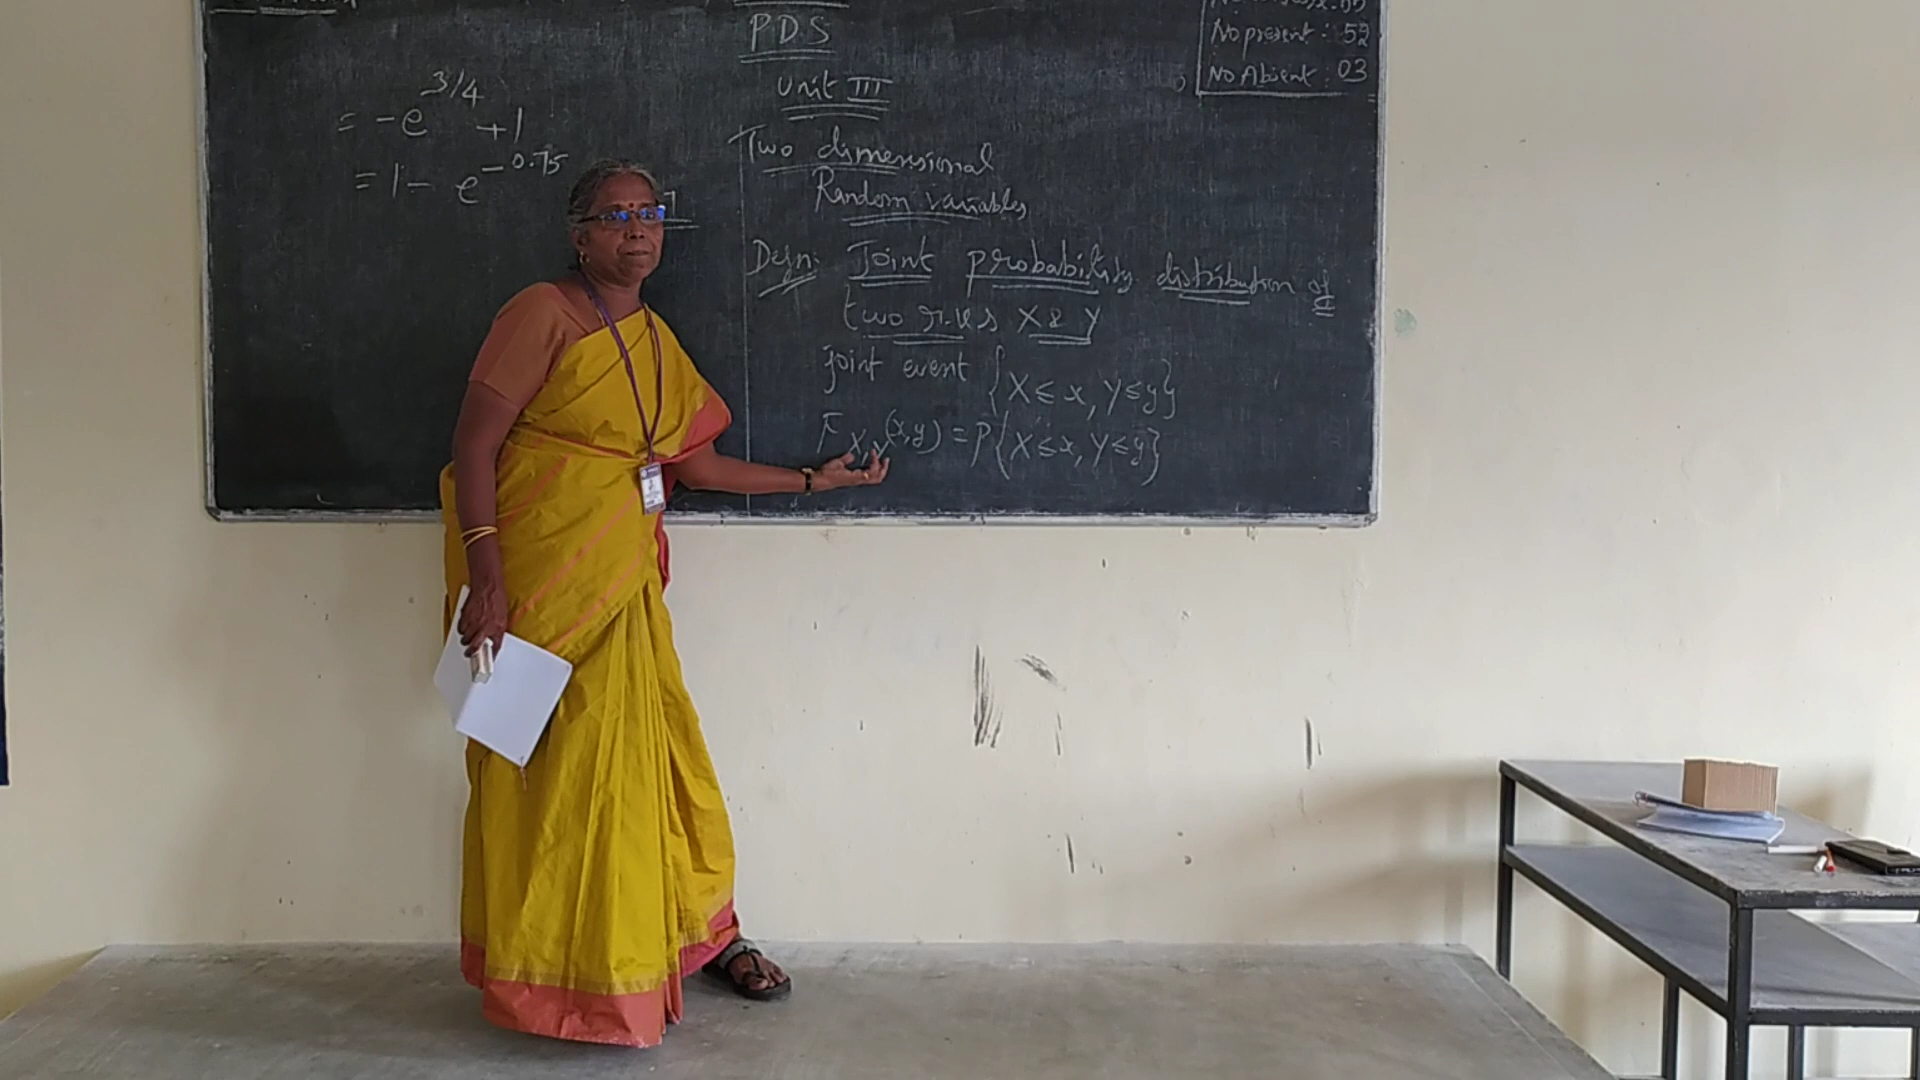 = -e^3/4 +1
= 1 - e^-0.75
PDS
Unit III
Two dimensional
Random variables
Defn: Joint probability distribution of
two r.v.s X & Y
joint event {X ≤ x, Y ≤ y}
F_X,Y(x,y) = P{X ≤ x, Y ≤ y}
No present : 52
No Absent : 03